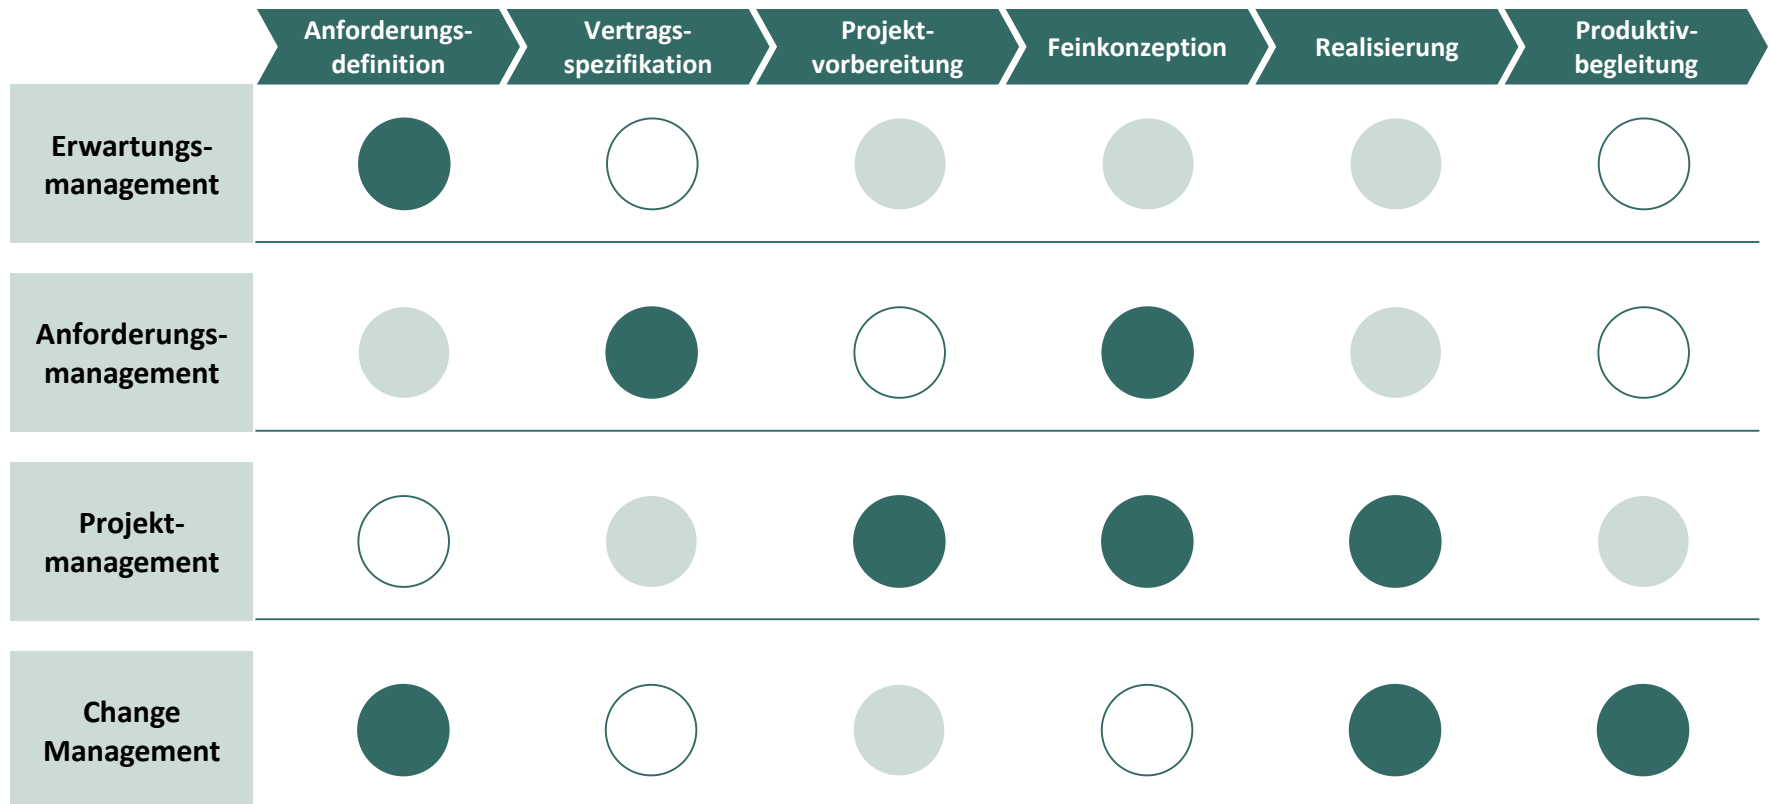 Anforderungs-
definition
Vertrags-
spezifikation
Projekt-
vorbereitung
Feinkonzeption
Realisierung
Produktiv-
begleitung
Erwartungs-
management
Anforderungs-
management
Projekt-
management
Change
Management